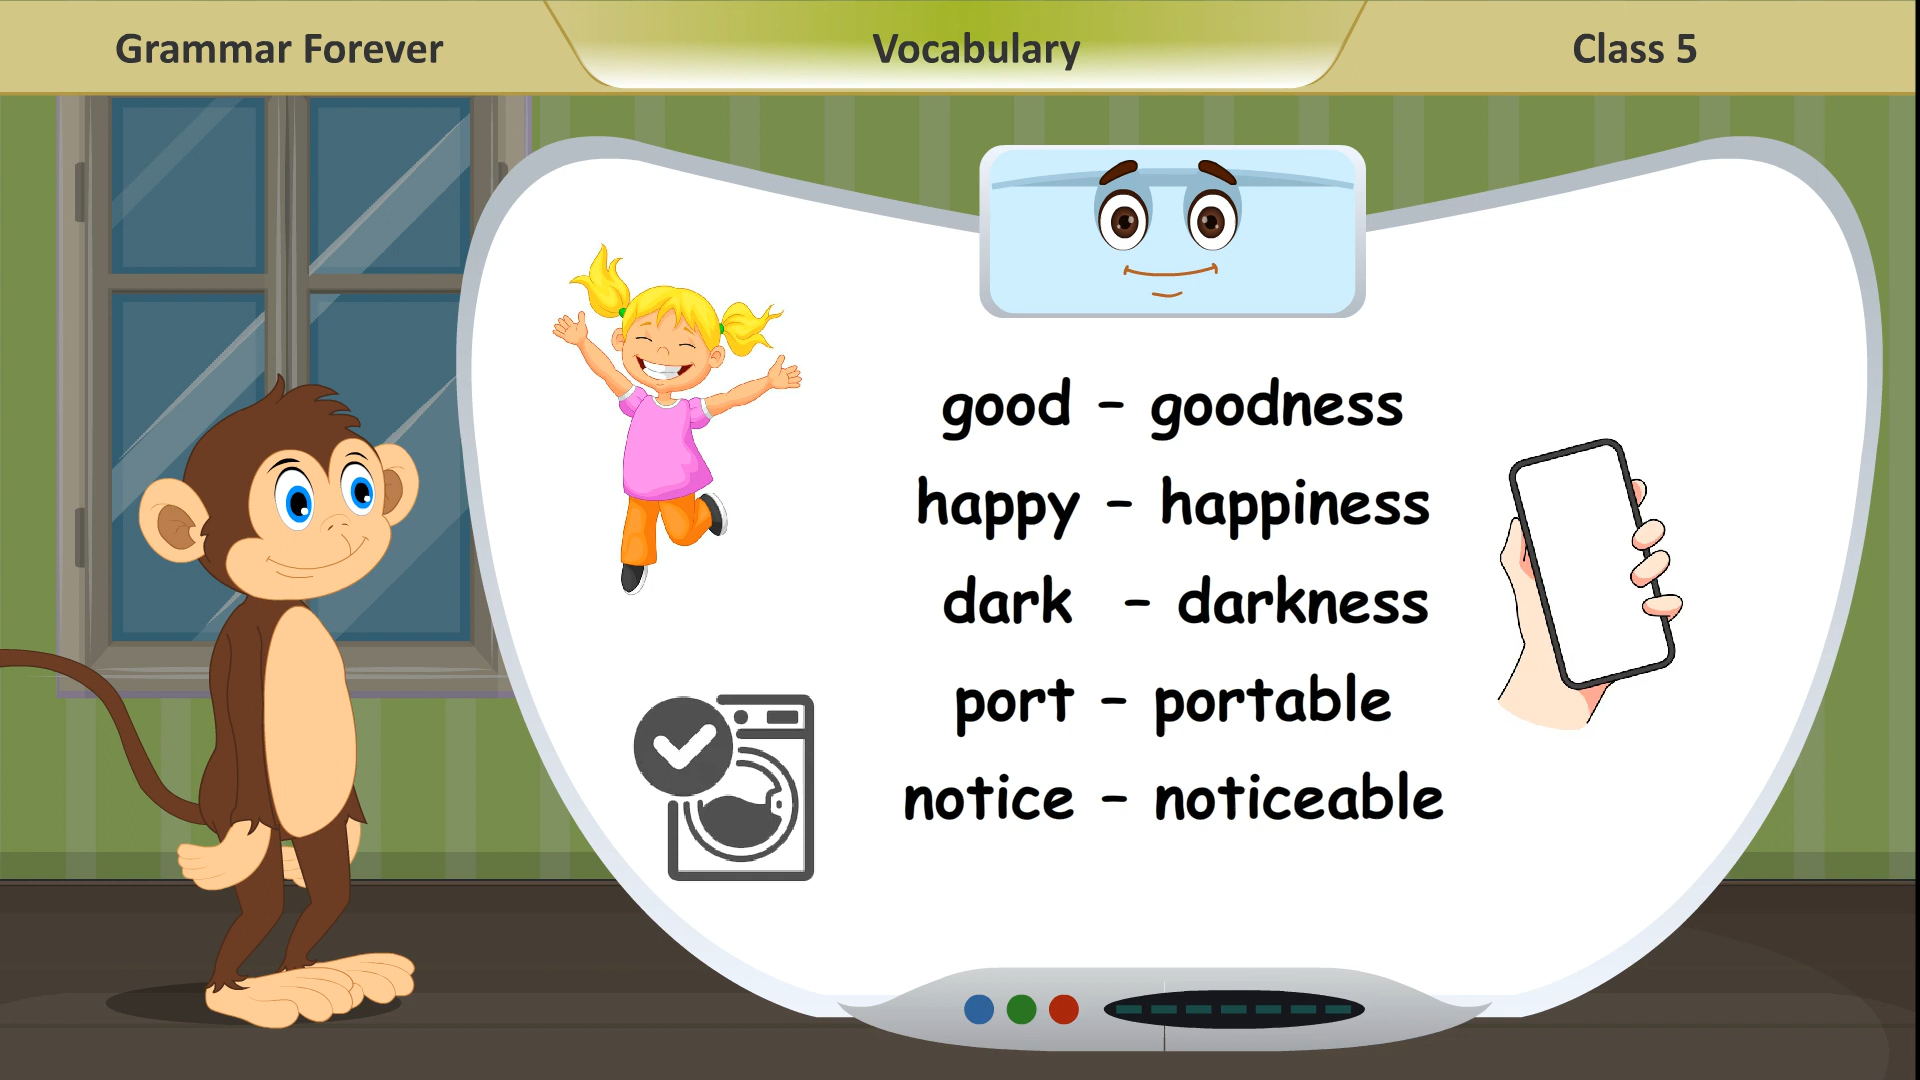 Grammar Forever
Vocabulary
Class 5
good – goodness
happy – happiness
dark – darkness
port – portable
notice – noticeable